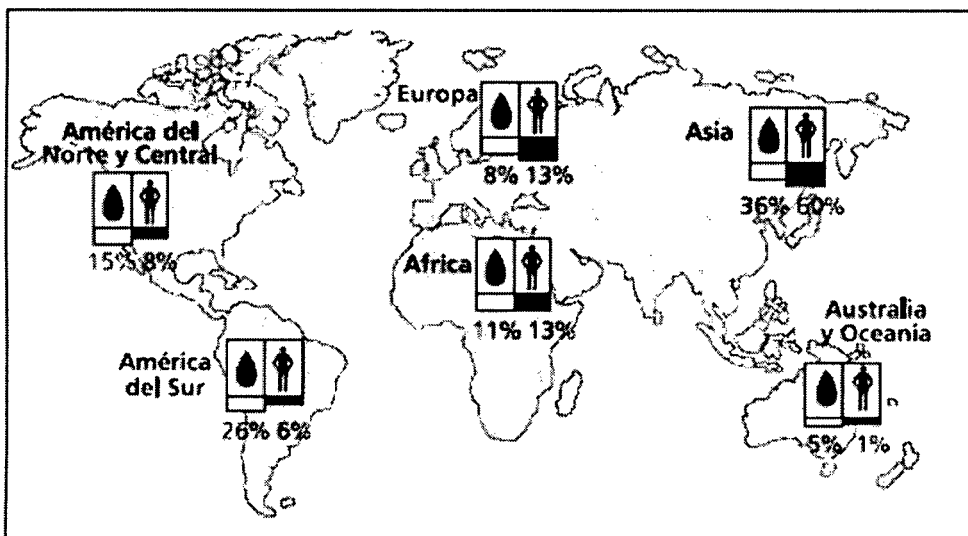 América del
Norte y Central
15% 8%
América
del Sur
26% 6%
Europa
8% 13%
Africa
11% 13%
Asia
36% 60%
Australia
y Oceanía
5% 1%